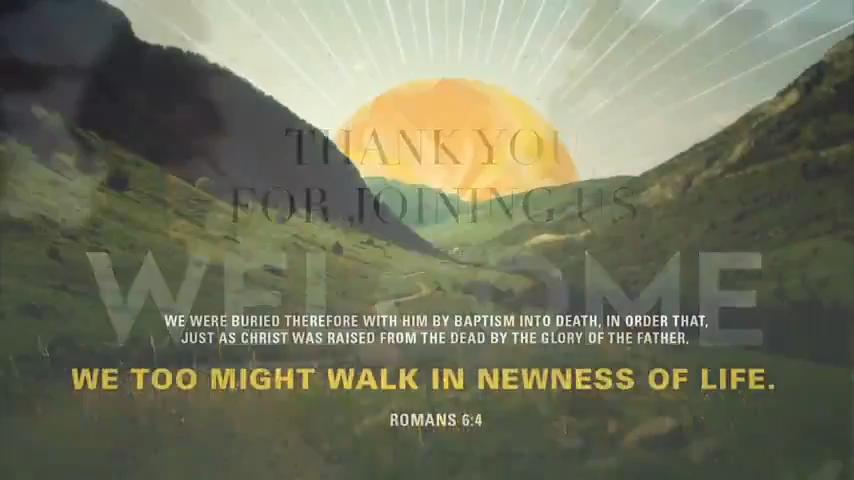 THANK YOU
FOR JOINING US
WELCOME
WE WERE BURIED THEREFORE WITH HIM BY BAPTISM INTO DEATH, IN ORDER THAT,
JUST AS CHRIST WAS RAISED FROM THE DEAD BY THE GLORY OF THE FATHER,
WE TOO MIGHT WALK IN NEWNESS OF LIFE.
ROMANS 6:4